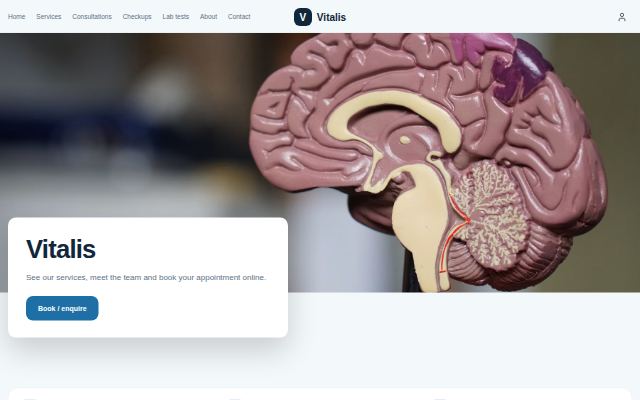 Home Services Consultations Checkups Lab tests About Contact
V Vitalis
Vitalis
See our services, meet the team and book your appointment online.
Book / enquire